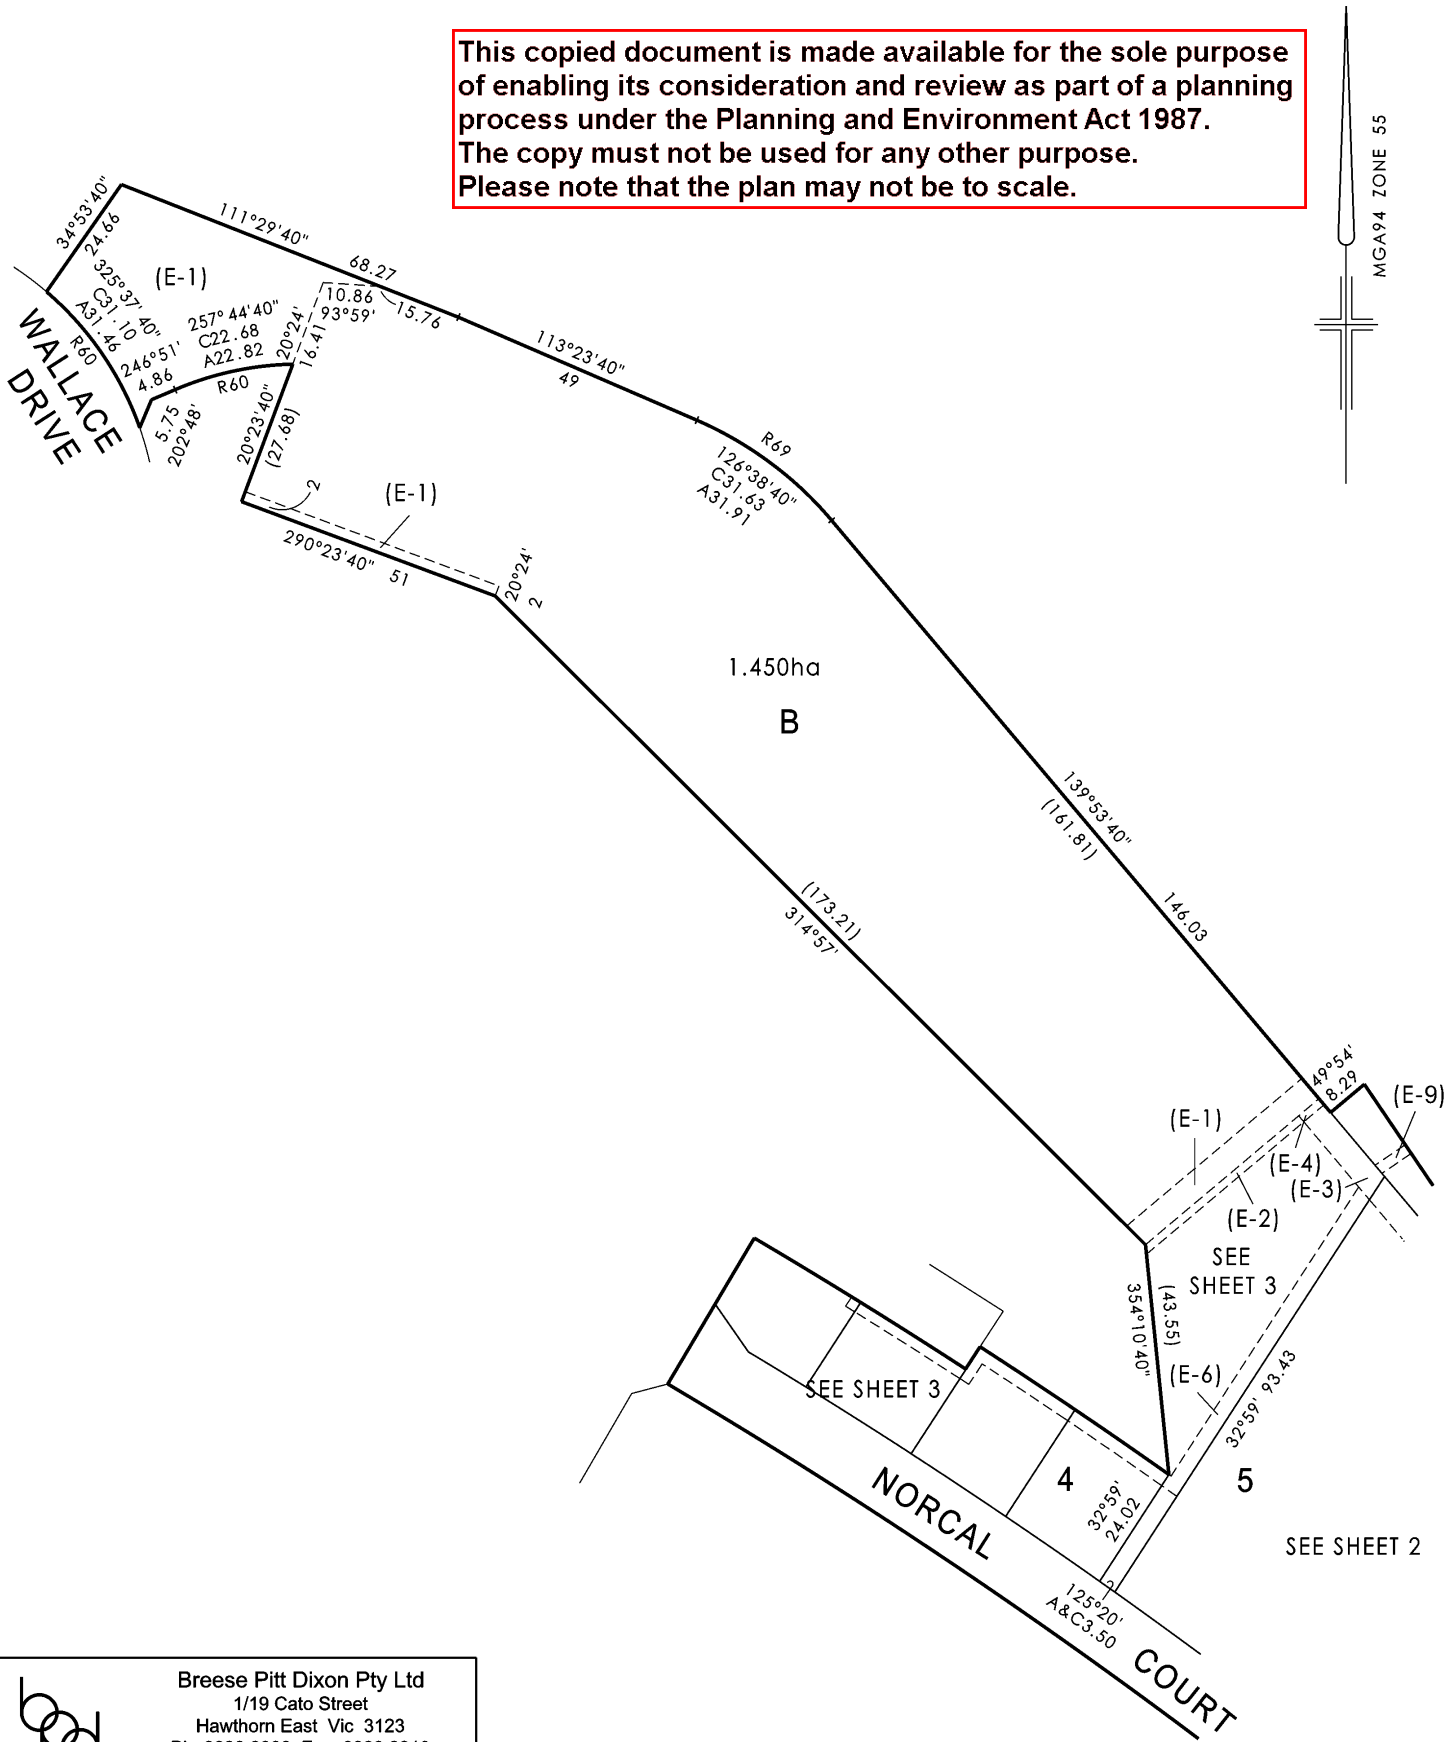 This copied document is made available for the sole purpose
of enabling its consideration and review as part of a planning
process under the Planning and Environment Act 1987.
The copy must not be used for any other purpose.
Please note that the plan may not be to scale.
MGA94 ZONE 55
34°53'40"
24.66
111°29'40"
68.27
(E-1)
325°37'40"
C31.10
A31.46
R60
WALLACE
DRIVE
257°44'40"
C22.68
A22.82
R60
246°51'
4.86
5.75
202°48'
20°24'
16.41
10.86
93°59'
15.76
113°23'40"
49
20°23'40"
(27.68)
2
(E-1)
290°23'40"
51
20°24'
2
R69
126°38'40"
C31.63
A31.91
1.450ha
B
139°53'40"
(161.81)
146.03
(173.21)
314°57'
49°54'
8.29
(E-9)
(E-1)
(E-4)
(E-3)
(E-2)
SEE
SHEET 3
354°10'40"
(43.55)
(E-6)
32°59' 93.43
SEE SHEET 3
4
32°59'
24.02
5
SEE SHEET 2
NORCAL
COURT
2
125°20'
A&C3.50
bpd
Breese Pitt Dixon Pty Ltd
1/19 Cato Street
Hawthorn East Vic 3123